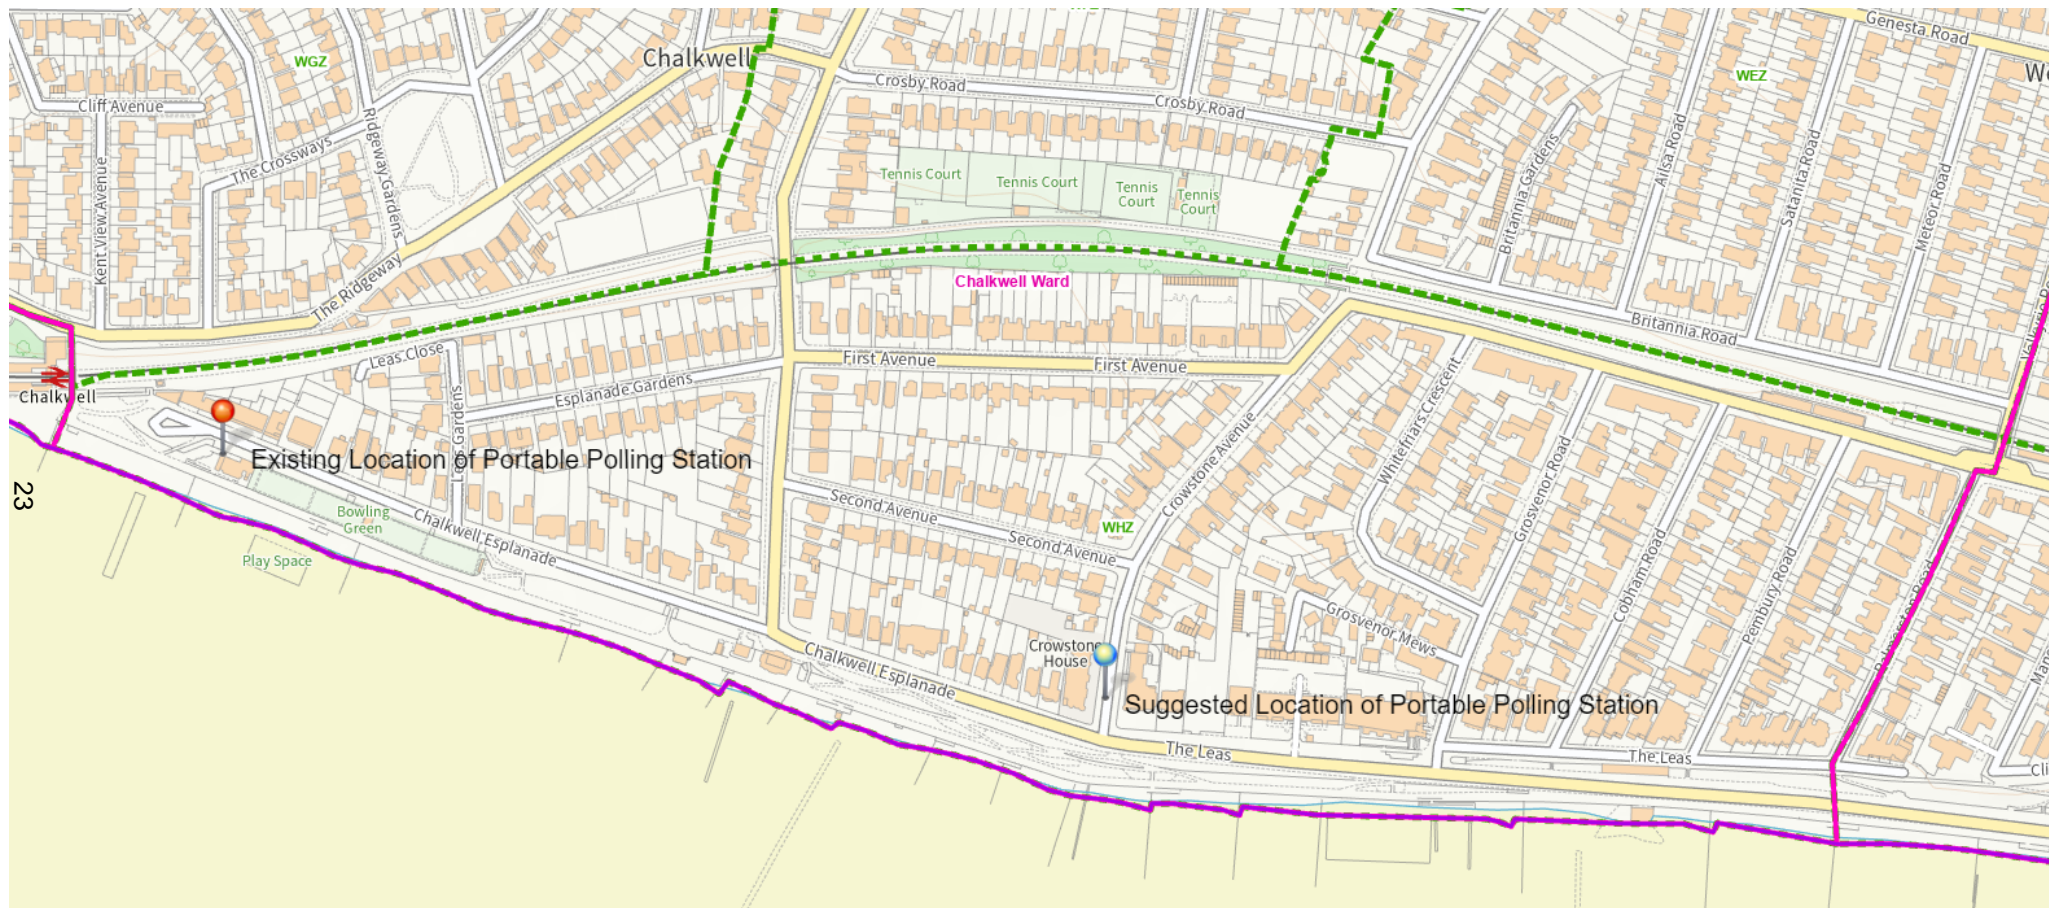 Genesta Road
WGZ
Chalkwell
WEZ
Crosby Road
Crosby Road
Cliff Avenue
Ridgeway Gardens
The Crossways
Kent View Avenue
Tennis Court
Tennis Court
Tennis
Court
Tennis
Court
Britannia Gardens
Ailsa Road
Satanita Road
Meteor Road
The Ridgeway
Chalkwell Ward
Britannia Road
Leas Close
First Avenue
First Avenue
Esplanade Gardens
Chalkwell
Whitefriars Crescent
Crowstone Avenue
Existing Location of Portable Polling Station
Leas Gardens
Grosvenor Road
23
Bowling
Green
Chalkwell Esplanade
Second Avenue
Second Avenue
WHZ
Play Space
Cobham Road
Pembury Road
Palmerston Road
Grosvenor Mews
Crowstone
House
Chalkwell Esplanade
Suggested Location of Portable Polling Station
The Leas
The Leas